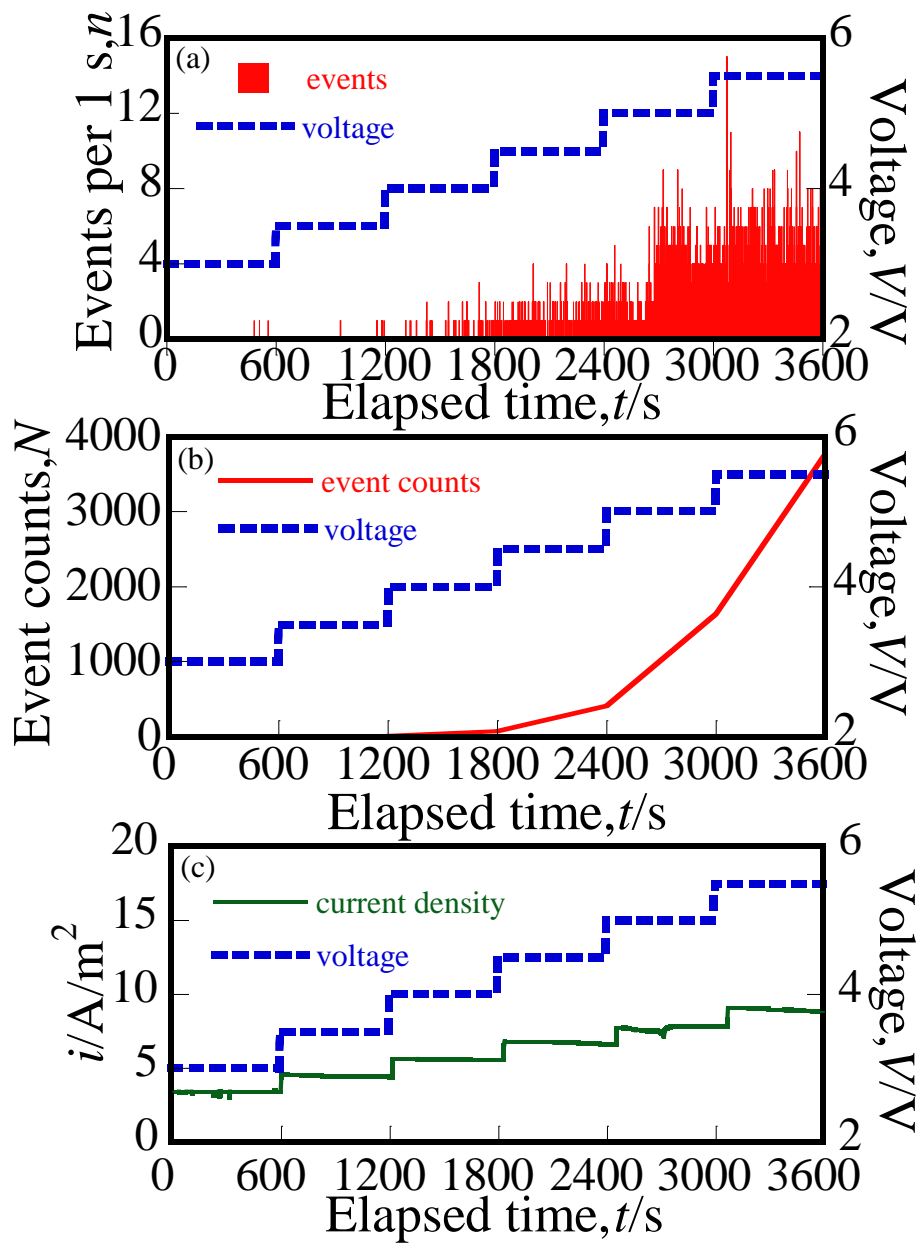 (a)
events
voltage
Events per 1 s,n
16
12
8
4
0
6
4
2
Voltage,V/V
0 600 1200 1800 2400 3000 3600
Elapsed time,t/s
(b)
event counts
voltage
Event counts,N
4000
3000
2000
1000
0
6
4
2
Voltage,V/V
0 600 1200 1800 2400 3000 3600
Elapsed time,t/s
(c)
current density
voltage
i/A/m²
20
15
10
5
0
6
4
2
Voltage,V/V
0 600 1200 1800 2400 3000 3600
Elapsed time,t/s